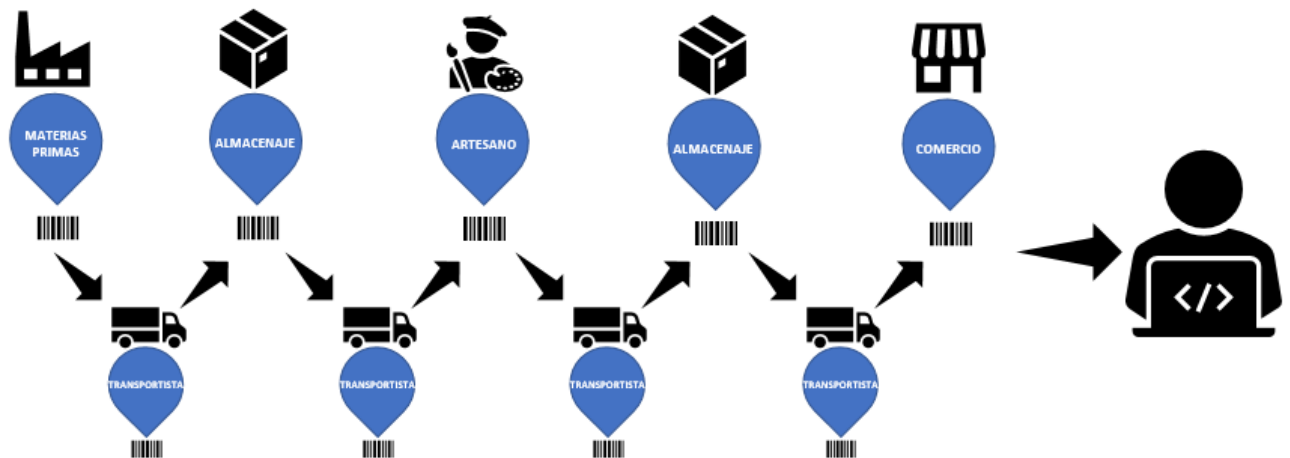 MATERIAS
PRIMAS
ALMACENAJE
ARTESANO
ALMACENAJE
COMERCIO
</>
TRANSPORTISTA
TRANSPORTISTA
TRANSPORTISTA
TRANSPORTISTA